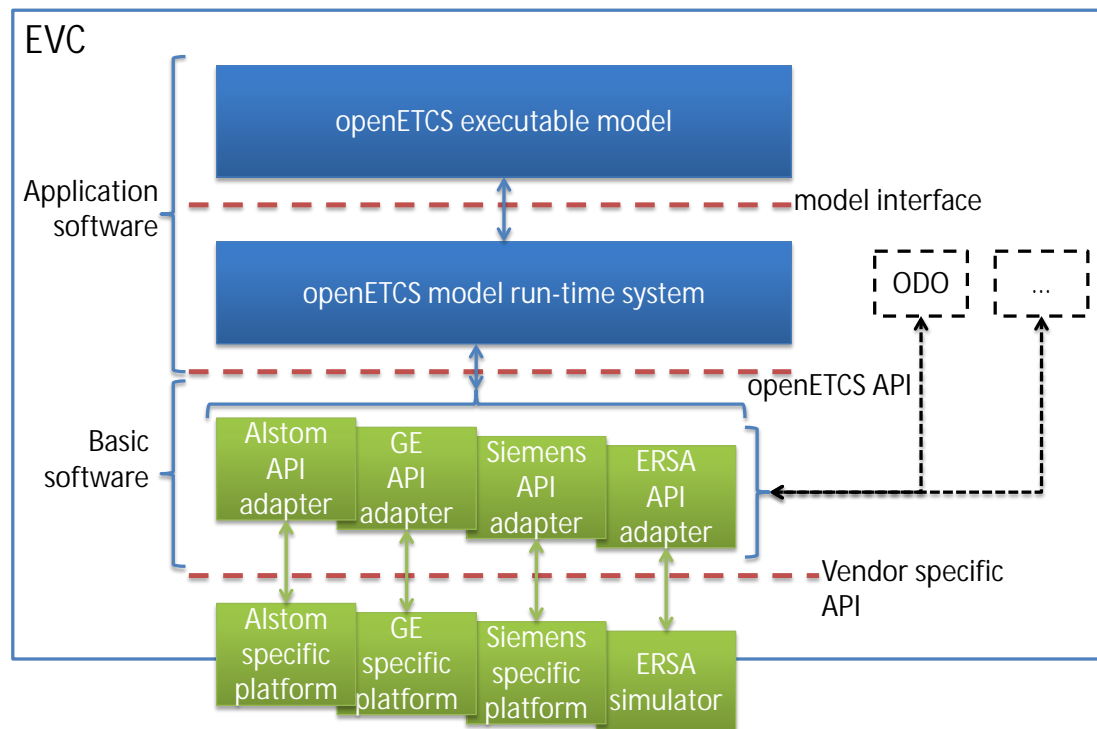 EVC
openETCS executable model
Application
software
model interface
openETCS model run-time system
ODO
...
openETCS API
Basic
software
Alstom
API
adapter
GE
API
adapter
Siemens
API
adapter
ERSA
API
adapter
Vendor specific
API
Alstom
specific
platform
GE
specific
platform
Siemens
specific
platform
ERSA
simulator